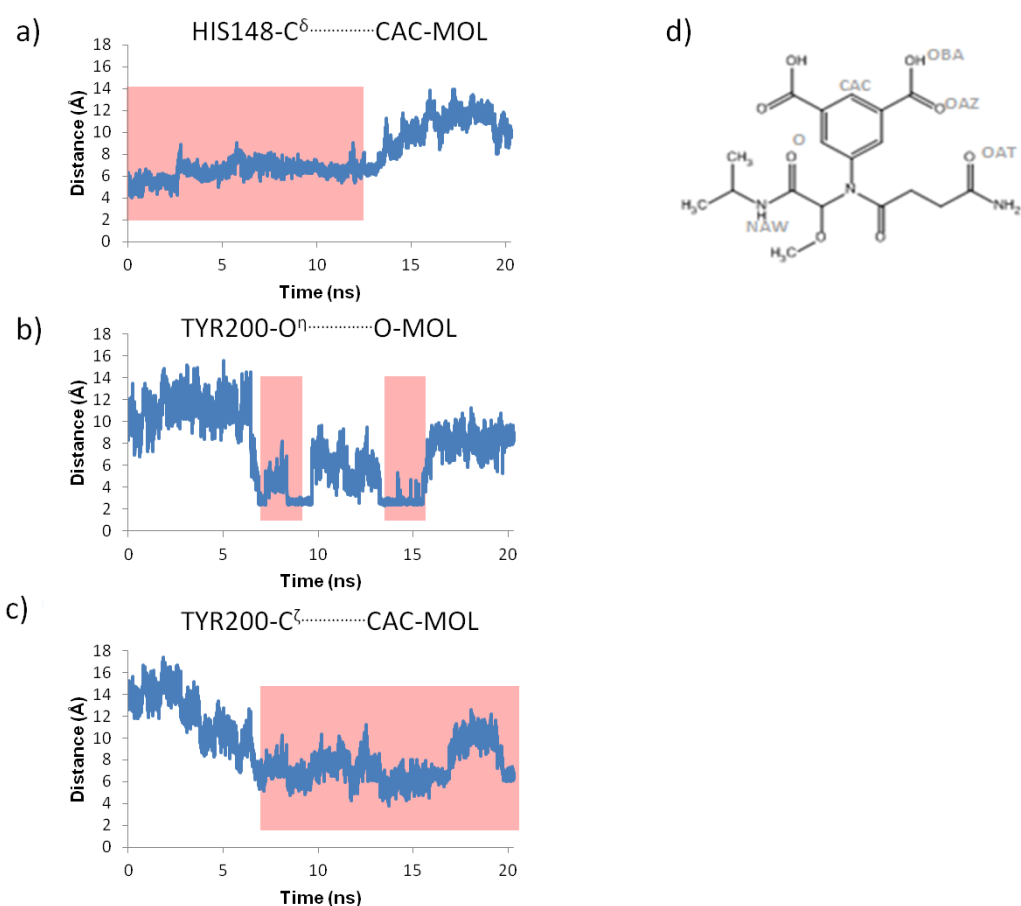 a)
HIS148-Cδ··············CAC-MOL
Distance (Å)
18
16
14
12
10
8
6
4
2
0
0 5 10 15 20
Time (ns)
b)
TYR200-Oη··············O-MOL
Distance (Å)
18
16
14
12
10
8
6
4
2
0
0 5 10 15 20
Time (ns)
c)
TYR200-Cζ··············CAC-MOL
Distance (Å)
18
16
14
12
10
8
6
4
2
0
0 5 10 15 20
Time (ns)
d)
OH OH OBA
CAC
O O OAZ
O
CH3 O O OAT
H3C N N NH2
H
NAW
O O
H3C